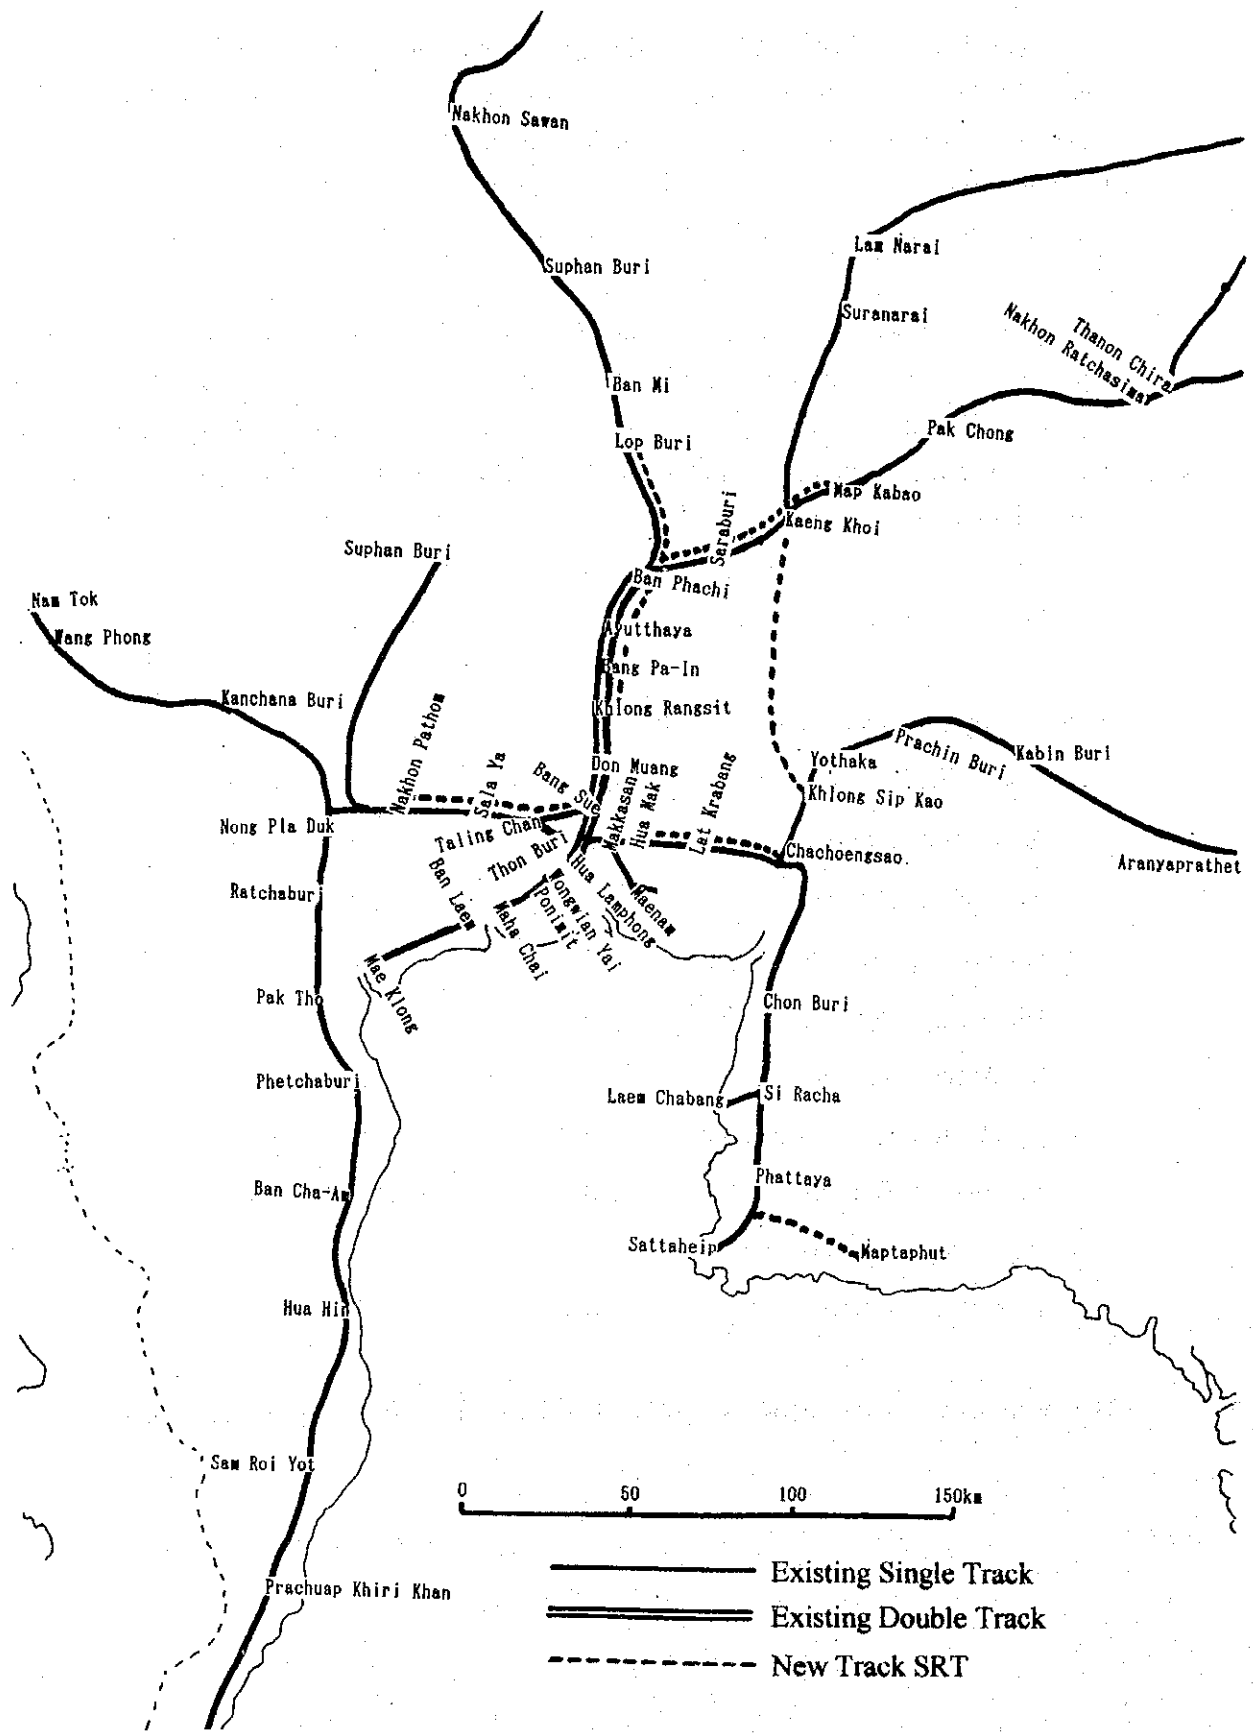 Nakhon Sawan
Lam Narai
Suphan Buri
Suranarai
Thanon Chira
Nakhon Ratchasima
Ban Mi
Pak Chong
Lop Buri
Map Kabao
Saraburi
Kaeng Khoi
Suphan Buri
Ban Phachi
Nam Tok
Ayutthaya
Wang Phong
Bang Pa-In
Kanchana Buri
Khlong Rangsit
Nakhon Pathom
Sala Ya
Bang Sue
Don Muang
Makkasan
Hua Mak
Lat Krabang
Yothaka
Prachin Buri
Kabin Buri
Khlong Sip Kao
Nong Pla Duk
Taling Chan
Thon Buri
Chachoengsao.
Aranyaprathet
Ban Laem
Ratchaburi
Maha Chai
Wongwian Yai
Ponimit
Hua Lamphong
Maenam
Mae Klong
Pak Tho
Chon Buri
Phetchaburi
Laem Chabang
Si Racha
Phattaya
Ban Cha-Am
Sattaheip
Maptaphut
Hua Hin
Sam Roi Yot
0 50 100 150km
Existing Single Track
Prachuap Khiri Khan
Existing Double Track
New Track SRT